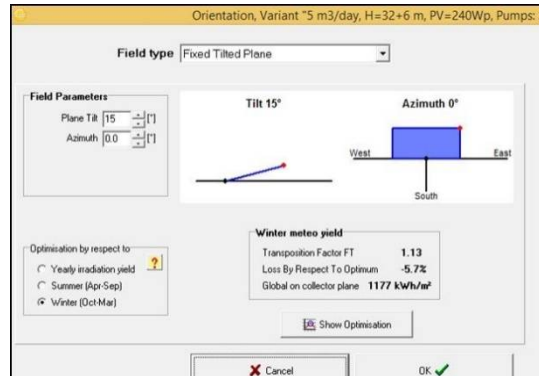 Orientation, Variant "5 m3/day, H=32+6 m, PV=240Wp, Pumps:
Field type Fixed Tilted Plane
Field Parameters
Plane Tilt 15 [°]
Azimuth 0.0 [°]
Tilt 15°
Azimuth 0°
West
East
South
Optimisation by respect to
Yearly irradiation yield
?
Summer (Apr-Sep)
Winter (Oct-Mar)
Winter meteo yield
Transposition Factor FT 1.13
Loss By Respect To Optimum -5.7%
Global on collector plane 1177 kWh/m²
Show Optimisation
Cancel
OK